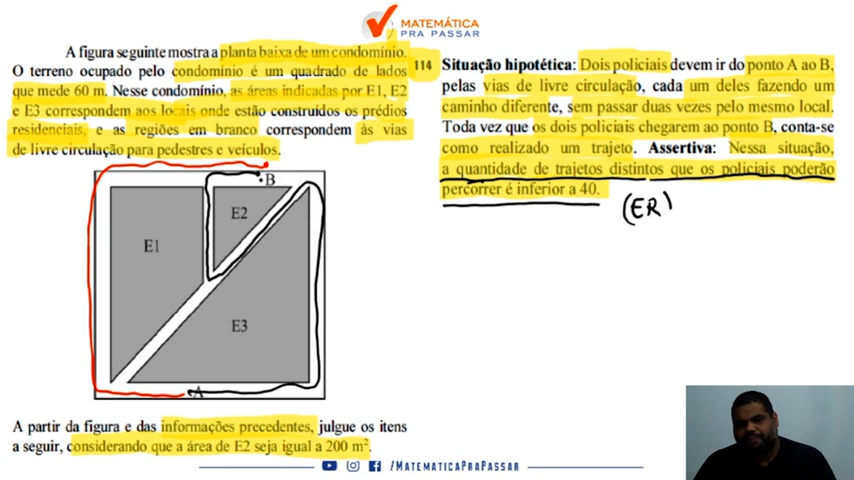 MATEMÁTICA
PRA PASSAR
A figura seguinte mostra a planta baixa de um condomínio.
O terreno ocupado pelo condomínio é um quadrado de lados
que mede 60 m. Nesse condomínio, as áreas indicadas por E1, E2
e E3 correspondem aos locais onde estão construídos os prédios
residenciais, e as regiões em branco correspondem às vias
de livre circulação para pedestres e veículos.
B
E2
E1
E3
A
A partir da figura e das informações precedentes, julgue os itens
a seguir, considerando que a área de E2 seja igual a 200 m².
114 Situação hipotética: Dois policiais devem ir do ponto A ao B,
pelas vias de livre circulação, cada um deles fazendo um
caminho diferente, sem passar duas vezes pelo mesmo local.
Toda vez que os dois policiais chegarem ao ponto B, conta-se
como realizado um trajeto. Assertiva: Nessa situação,
a quantidade de trajetos distintos que os policiais poderão
percorrer é inferior a 40.
(ER)
/MatematicaPraPassar